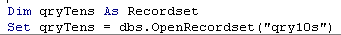 Dim qryTens As Recordset
Set qryTens = dbs.OpenRecordset("qry10s")